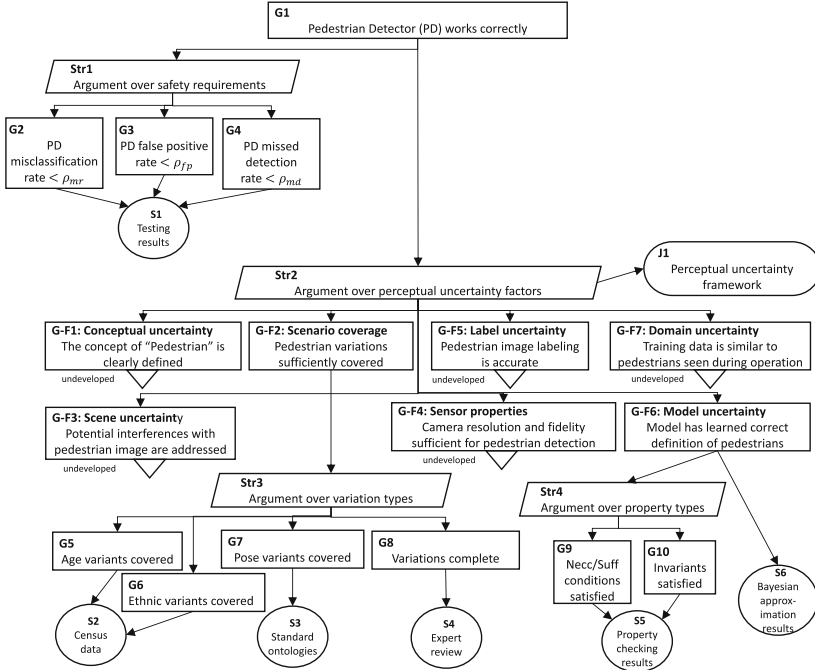 G1
Pedestrian Detector (PD) works correctly
Str1
Argument over safety requirements
G2
PD
misclassification
rate < ρ_mr
G3
PD false positive
rate < ρ_fp
G4
PD missed
detection
rate < ρ_md
S1
Testing
results
Str2
Argument over perceptual uncertainty factors
J1
Perceptual uncertainty
framework
G-F1: Conceptual uncertainty
The concept of “Pedestrian” is
clearly defined
undeveloped
G-F2: Scenario coverage
Pedestrian variations
sufficiently covered
G-F5: Label uncertainty
Pedestrian image labeling
is accurate
undeveloped
G-F7: Domain uncertainty
Training data is similar to
pedestrians seen during operation
undeveloped
G-F3: Scene uncertainty
Potential interferences with
pedestrian image are addressed
undeveloped
G-F4: Sensor properties
Camera resolution and fidelity
sufficient for pedestrian detection
undeveloped
G-F6: Model uncertainty
Model has learned correct
definition of pedestrians
Str3
Argument over variation types
Str4
Argument over property types
G5
Age variants covered
G6
Ethnic variants covered
G7
Pose variants covered
G8
Variations complete
G9
Necc/Suff
conditions
satisfied
G10
Invariants
satisfied
S2
Census
data
S3
Standard
ontologies
S4
Expert
review
S5
Property
checking
results
S6
Bayesian
approx-
imation
results